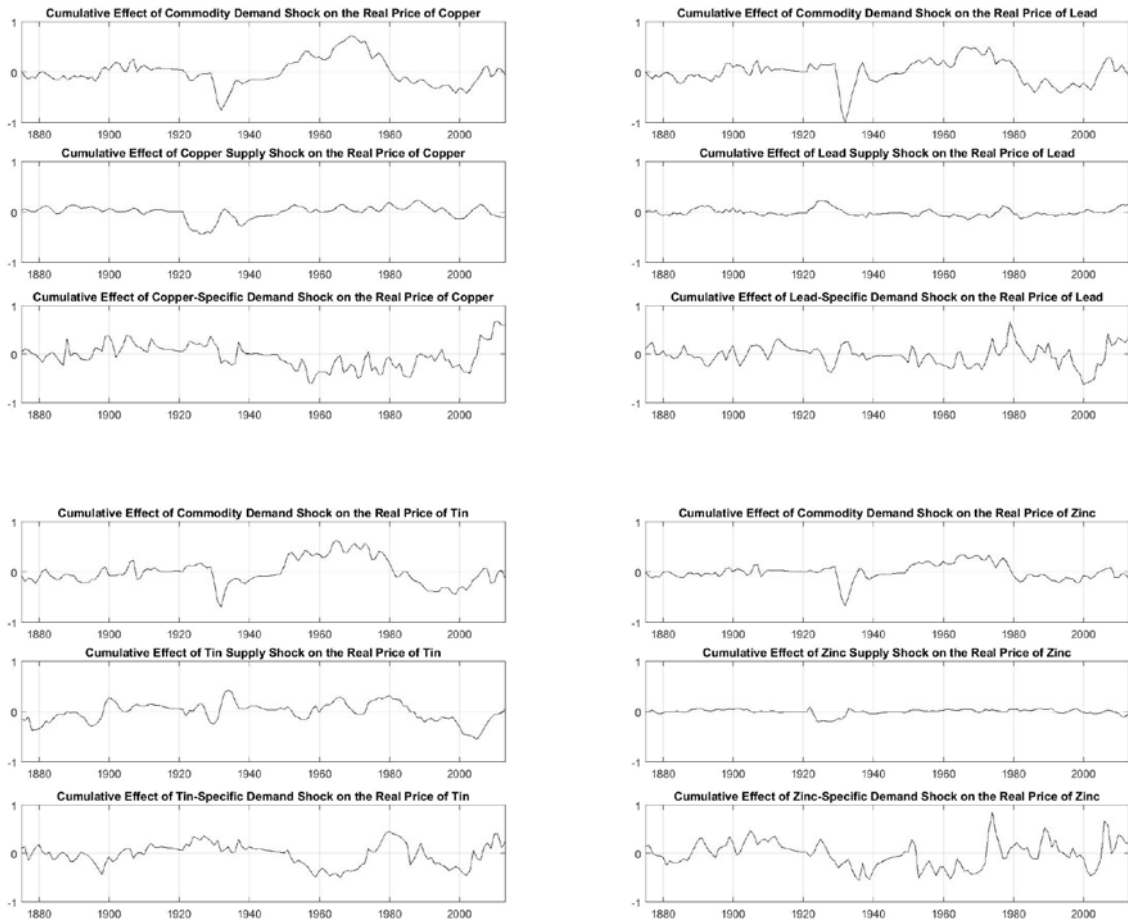 Cumulative Effect of Commodity Demand Shock on the Real Price of Copper
1
0
-1
1880 1900 1920 1940 1960 1980 2000
Cumulative Effect of Copper Supply Shock on the Real Price of Copper
1
0
-1
1880 1900 1920 1940 1960 1980 2000
Cumulative Effect of Copper-Specific Demand Shock on the Real Price of Copper
1
0
-1
1880 1900 1920 1940 1960 1980 2000
Cumulative Effect of Commodity Demand Shock on the Real Price of Lead
1
0
-1
1880 1900 1920 1940 1960 1980 2000
Cumulative Effect of Lead Supply Shock on the Real Price of Lead
1
0
-1
1880 1900 1920 1940 1960 1980 2000
Cumulative Effect of Lead-Specific Demand Shock on the Real Price of Lead
1
0
-1
1880 1900 1920 1940 1960 1980 2000
Cumulative Effect of Commodity Demand Shock on the Real Price of Tin
1
0
-1
1880 1900 1920 1940 1960 1980 2000
Cumulative Effect of Tin Supply Shock on the Real Price of Tin
1
0
-1
1880 1900 1920 1940 1960 1980 2000
Cumulative Effect of Tin-Specific Demand Shock on the Real Price of Tin
1
0
-1
1880 1900 1920 1940 1960 1980 2000
Cumulative Effect of Commodity Demand Shock on the Real Price of Zinc
1
0
-1
1880 1900 1920 1940 1960 1980 2000
Cumulative Effect of Zinc Supply Shock on the Real Price of Zinc
1
0
-1
1880 1900 1920 1940 1960 1980 2000
Cumulative Effect of Zinc-Specific Demand Shock on the Real Price of Zinc
1
0
-1
1880 1900 1920 1940 1960 1980 2000